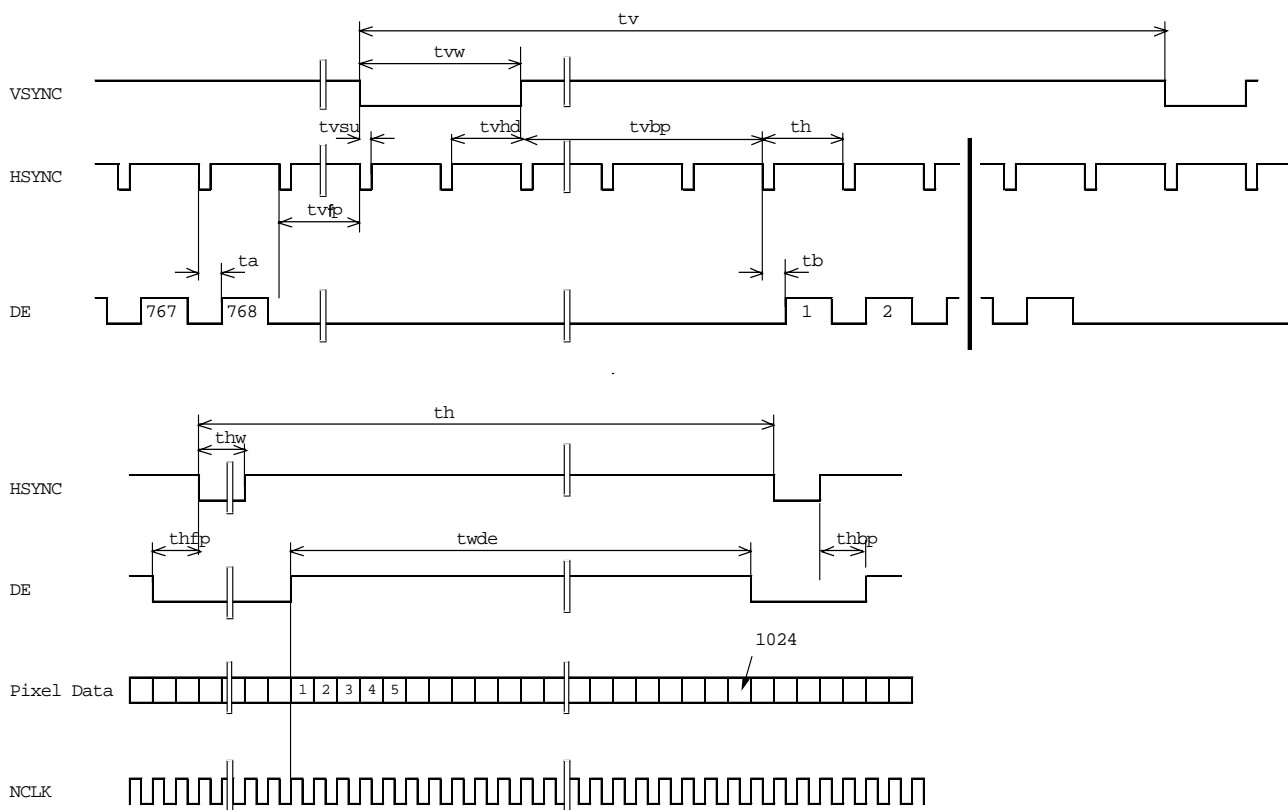 tv
tvw
VSYNC
tvsu
tvhd
tvbp
th
HSYNC
tvfp
ta
tb
DE
767
768
1
2
th
thw
HSYNC
thfp
twde
thbp
DE
1024
Pixel Data
1 2 3 4 5
NCLK